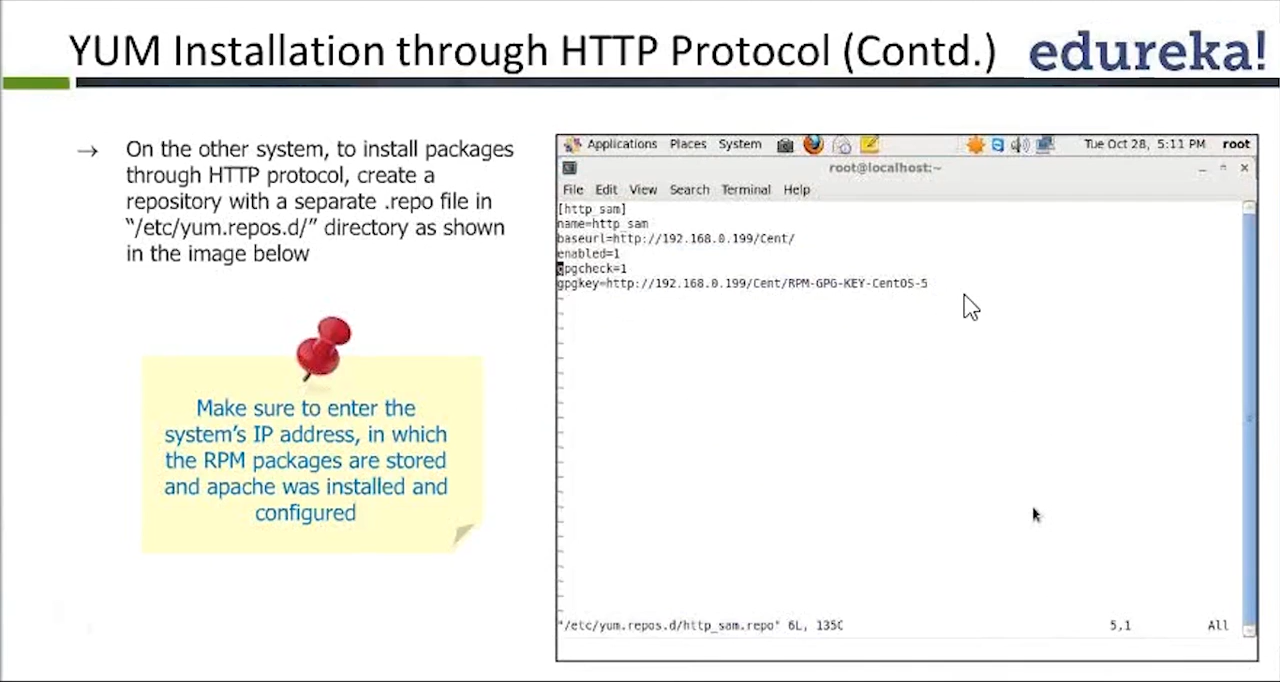 YUM Installation through HTTP Protocol (Contd.)
edureka!
→ On the other system, to install packages
through HTTP protocol, create a
repository with a separate .repo file in
“/etc/yum.repos.d/” directory as shown
in the image below
Make sure to enter the
system’s IP address, in which
the RPM packages are stored
and apache was installed and
configured
Applications Places System Tue Oct 28, 5:11 PM root
root@localhost:~
File Edit View Search Terminal Help
[http_sam]
name=http_sam
baseurl=http://192.168.0.199/Cent/
enabled=1
gpgcheck=1
gpgkey=http://192.168.0.199/Cent/RPM-GPG-KEY-CentOS-5
"/etc/yum.repos.d/http_sam.repo" 6L, 135C 5,1 All